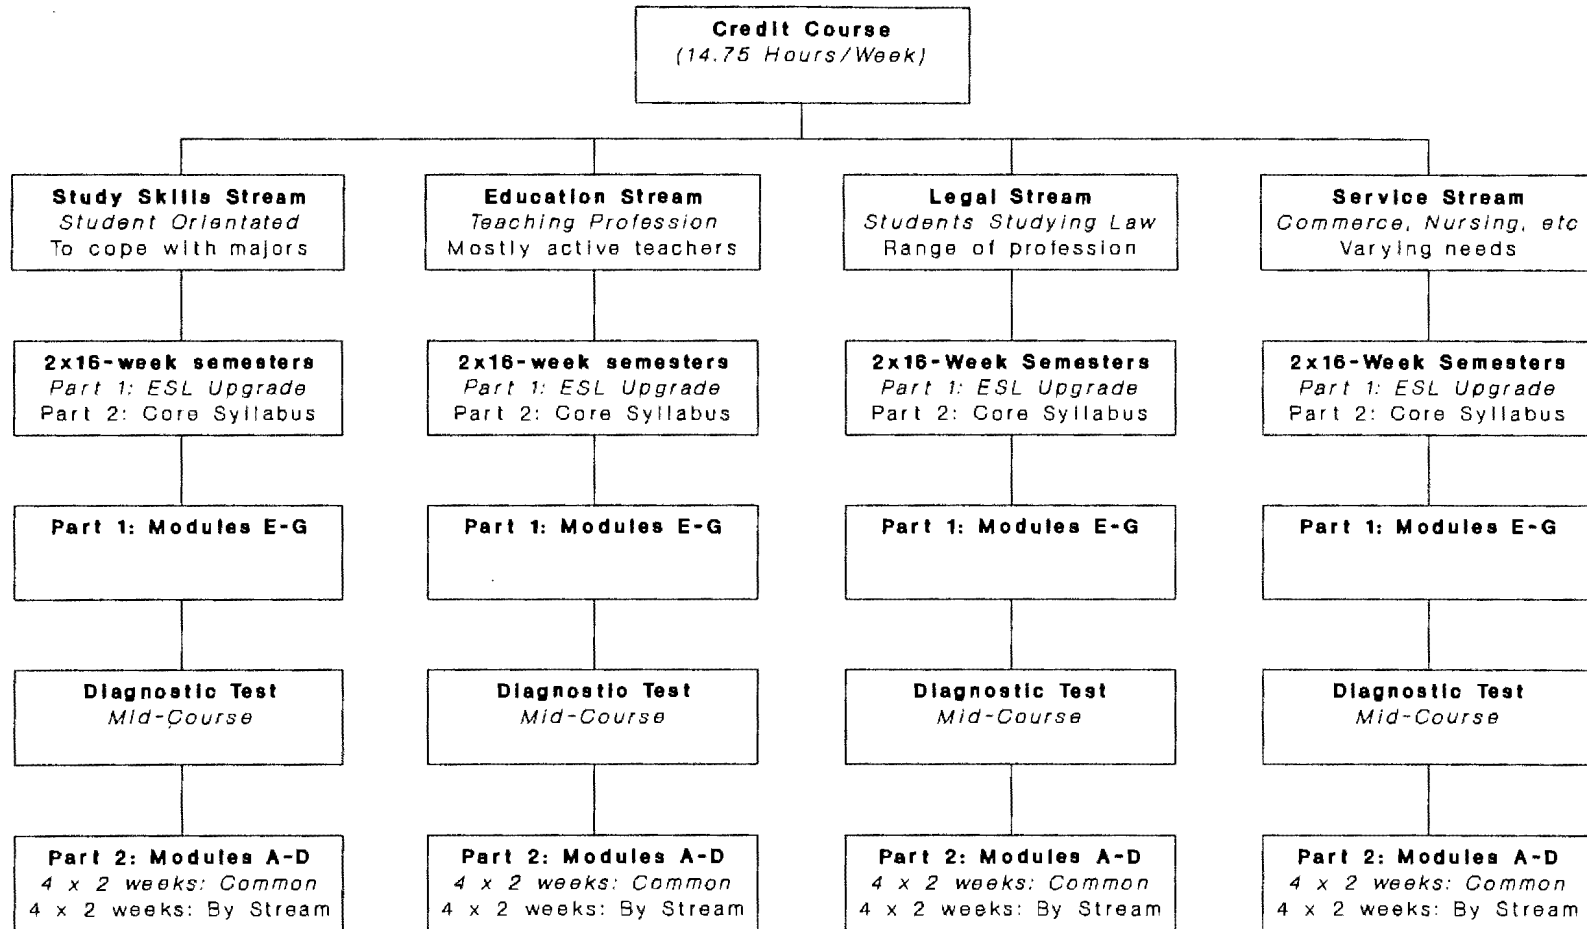 Credit Course
(14.75 Hours/Week)
Study Skills Stream
Student Orientated
To cope with majors
Education Stream
Teaching Profession
Mostly active teachers
Legal Stream
Students Studying Law
Range of profession
Service Stream
Commerce, Nursing, etc
Varying needs
2x16-week semesters
Part 1: ESL Upgrade
Part 2: Core Syllabus
2x16-week semesters
Part 1: ESL Upgrade
Part 2: Core Syllabus
2x16-Week Semesters
Part 1: ESL Upgrade
Part 2: Core Syllabus
2x16-Week Semesters
Part 1: ESL Upgrade
Part 2: Core Syllabus
Part 1: Modules E-G
Part 1: Modules E-G
Part 1: Modules E-G
Part 1: Modules E-G
Diagnostic Test
Mid-Course
Diagnostic Test
Mid-Course
Diagnostic Test
Mid-Course
Diagnostic Test
Mid-Course
Part 2: Modules A-D
4 x 2 weeks: Common
4 x 2 weeks: By Stream
Part 2: Modules A-D
4 x 2 weeks: Common
4 x 2 weeks: By Stream
Part 2: Modules A-D
4 x 2 weeks: Common
4 x 2 weeks: By Stream
Part 2: Modules A-D
4 x 2 weeks: Common
4 x 2 weeks: By Stream